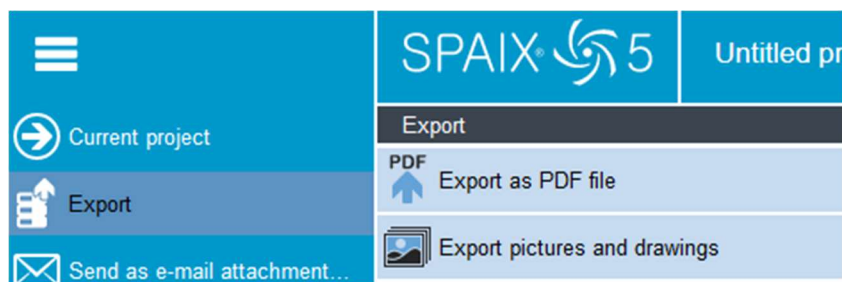 SPAIX® 5
Untitled pr
Current project
Export
Send as e-mail attachment...
Export
PDF
Export as PDF file
Export pictures and drawings